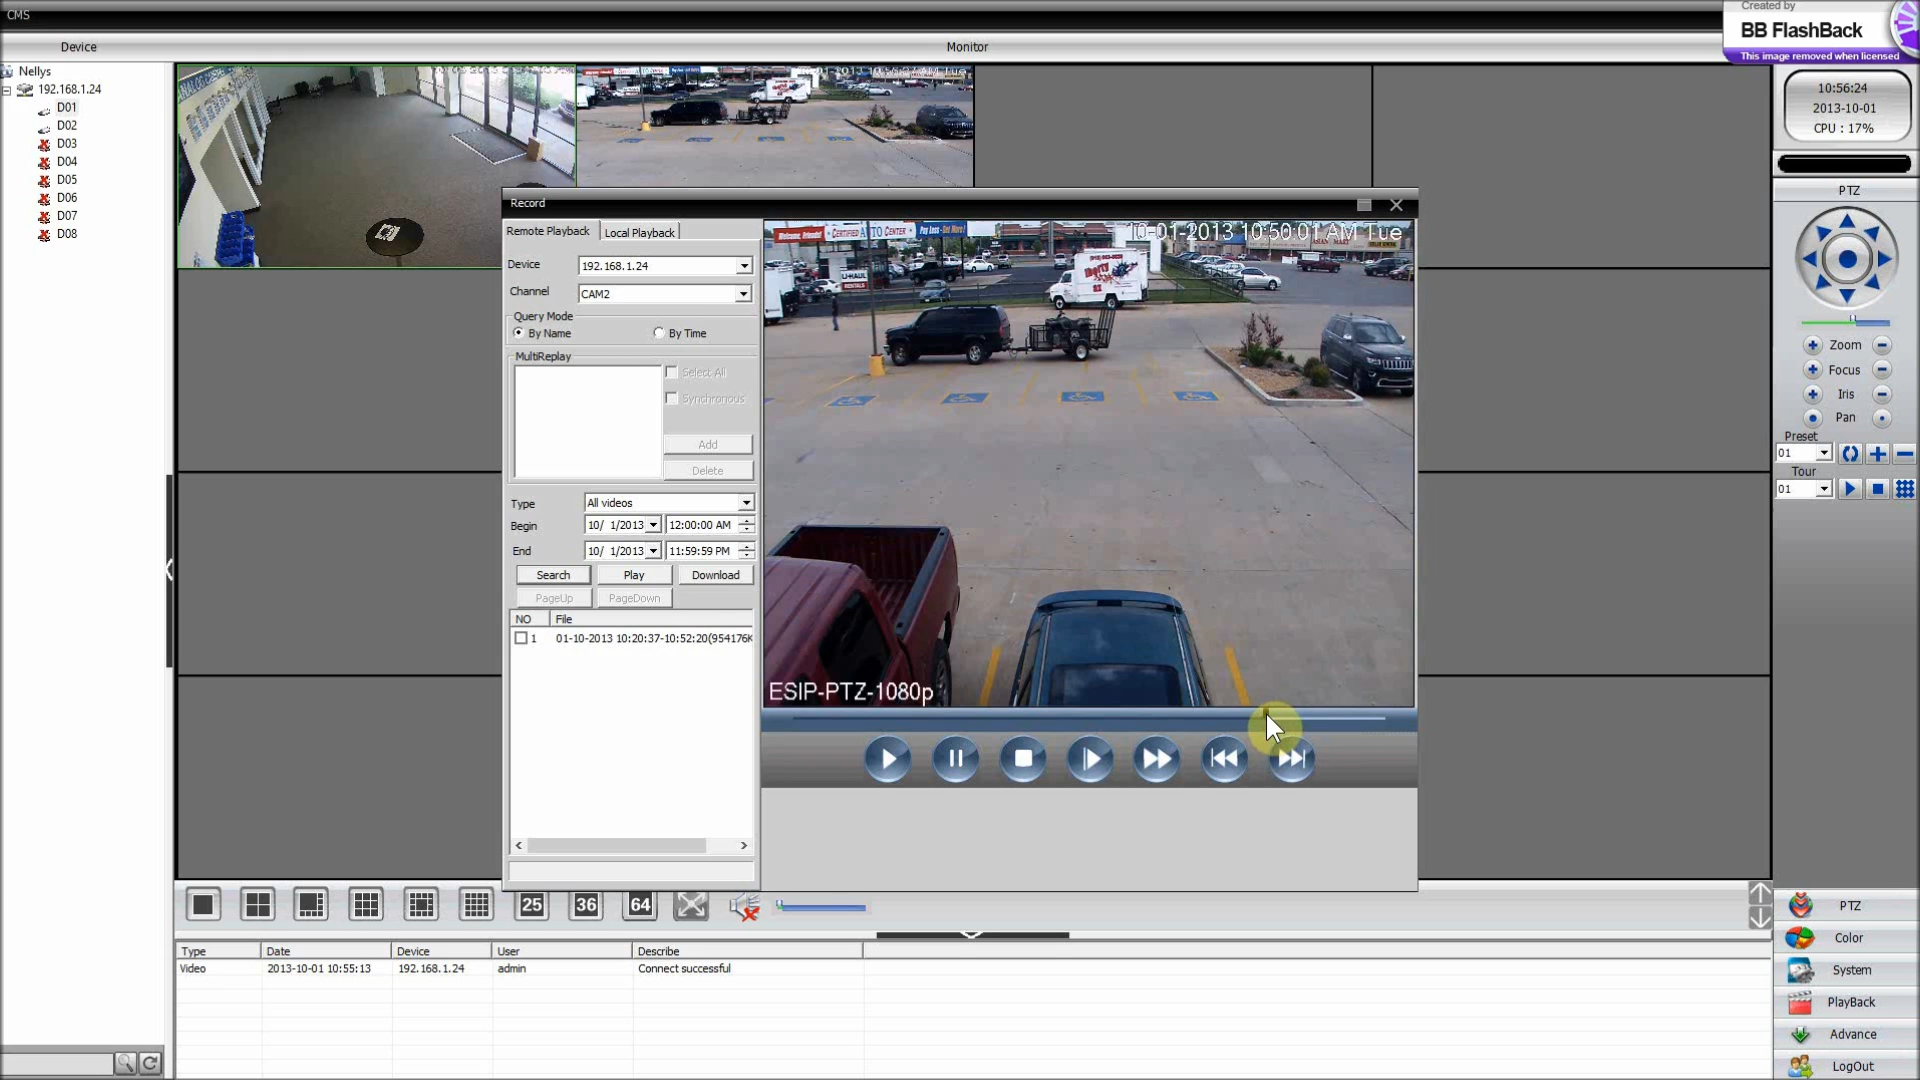 CMS
Created by
BB FlashBack
This image removed when licensed
Device
Monitor
Nellys
192.168.1.24
D01
D02
D03
D04
D05
D06
D07
D08
10:56:24
2013-10-01
CPU : 17%
PTZ
Zoom
Focus
Iris
Pan
Preset
01
Tour
01
Record
Remote Playback
Local Playback
Device
192.168.1.24
Channel
CAM2
Query Mode
By Name
By Time
MultiReplay
Select All
Synchronous
Add
Delete
Type
All videos
Begin
10/ 1/2013
12:00:00 AM
End
10/ 1/2013
11:59:59 PM
Search
Play
Download
PageUp
PageDown
NO
File
1
01-10-2013 10:20:37-10:52:20(954176K
10-01-2013 10:50:01 AM Tue
CERTIFIED AUTO CENTER
U-HAUL
RENTALS
ESIP-PTZ-1080p
25
36
64
Type
Date
Device
User
Describe
Video
2013-10-01 10:55:13
192.168.1.24
admin
Connect successful
PTZ
Color
System
PlayBack
Advance
LogOut